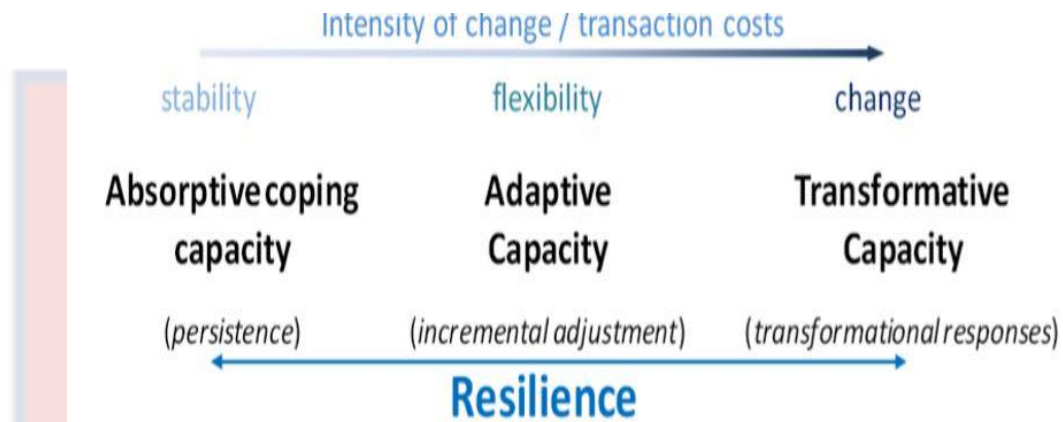 Intensity of change / transaction costs
stability flexibility change
Absorptive coping capacity
Adaptive Capacity
Transformative Capacity
(persistence) (incremental adjustment) (transformational responses)
Resilience